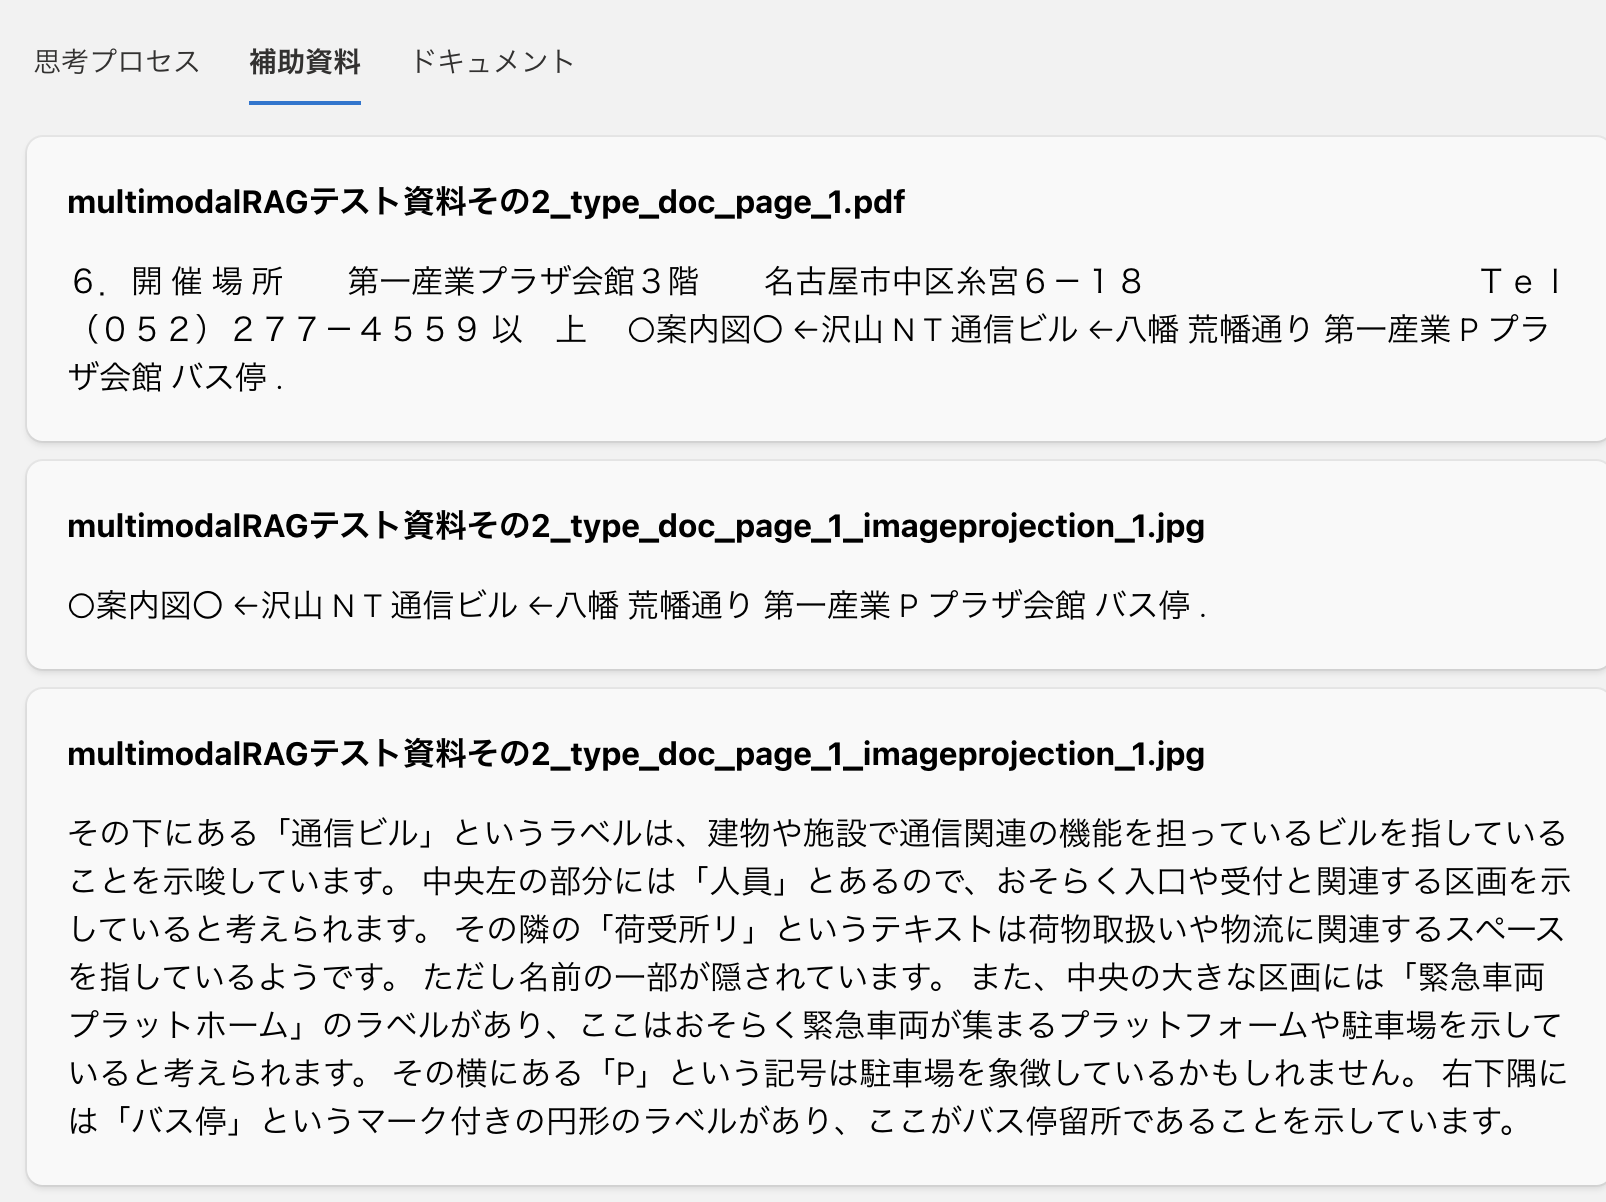 思考プロセス 補助資料 ドキュメント
multimodalRAGテスト資料その2_type_doc_page_1.pdf
６．開 催 場 所　　第一産業プラザ会館３階　　名古屋市中区糸宮６－１８　　　　　　　　　　Ｔｅｌ
（０５２）２７７－４５５９ 以　上　 ○案内図〇 ←沢山 N T 通信ビル ←八幡 荒幡通り 第一産業 P プラ
ザ会館 バス停 .
multimodalRAGテスト資料その2_type_doc_page_1_imageprojection_1.jpg
○案内図〇 ←沢山 N T 通信ビル ←八幡 荒幡通り 第一産業 P プラザ会館 バス停 .
multimodalRAGテスト資料その2_type_doc_page_1_imageprojection_1.jpg
その下にある「通信ビル」というラベルは、建物や施設で通信関連の機能を担っているビルを指している
ことを示唆しています。 中央左の部分には「人員」とあるので、おそらく入口や受付と関連する区画を示
していると考えられます。 その隣の「荷受所リ」というテキストは荷物取扱いや物流に関連するスペース
を指しているようです。 ただし名前の一部が隠されています。 また、中央の大きな区画には「緊急車両
プラットホーム」のラベルがあり、ここはおそらく緊急車両が集まるプラットフォームや駐車場を示して
いると考えられます。 その横にある「P」という記号は駐車場を象徴しているかもしれません。 右下隅に
は「バス停」というマーク付きの円形のラベルがあり、ここがバス停留所であることを示しています。